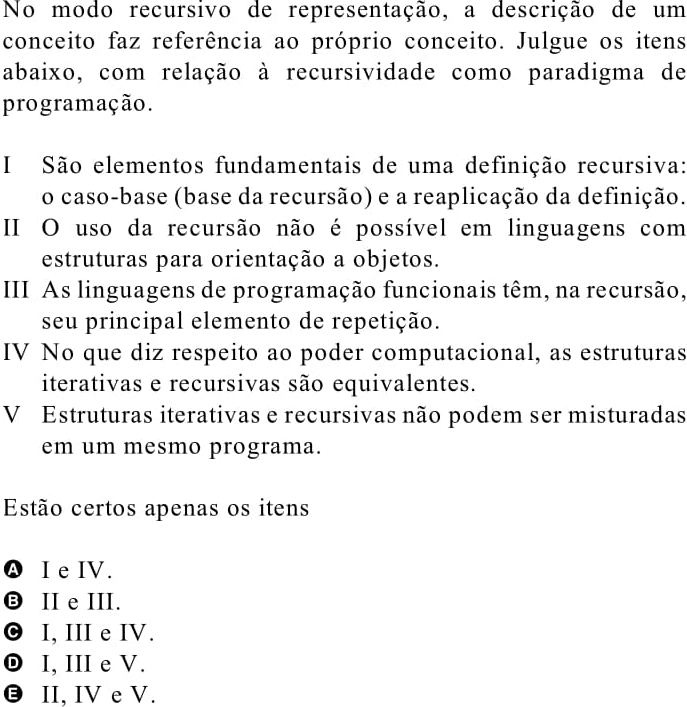 No modo recursivo de representação, a descrição de um
conceito faz referência ao próprio conceito. Julgue os itens
abaixo, com relação à recursividade como paradigma de
programação.
I São elementos fundamentais de uma definição recursiva:
o caso-base (base da recursão) e a reaplicação da definição.
II O uso da recursão não é possível em linguagens com
estruturas para orientação a objetos.
III As linguagens de programação funcionais têm, na recursão,
seu principal elemento de repetição.
IV No que diz respeito ao poder computacional, as estruturas
iterativas e recursivas são equivalentes.
V Estruturas iterativas e recursivas não podem ser misturadas
em um mesmo programa.
Estão certos apenas os itens
A I e IV.
B II e III.
C I, III e IV.
D I, III e V.
E II, IV e V.